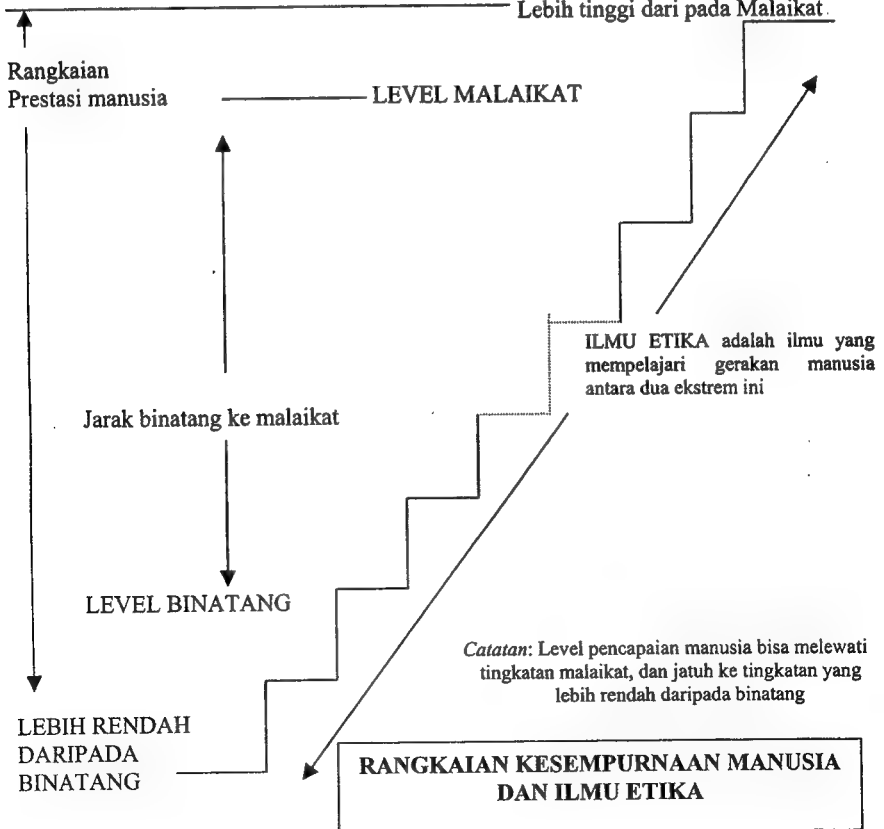 Lebih tinggi dari pada Malaikat
Rangkaian
Prestasi manusia
LEVEL MALAIKAT
ILMU ETIKA adalah ilmu yang
mempelajari gerakan manusia
antara dua ekstrem ini
Jarak binatang ke malaikat
LEVEL BINATANG
Catatan: Level pencapaian manusia bisa melewati
tingkatan malaikat, dan jatuh ke tingkatan yang
lebih rendah daripada binatang
LEBIH RENDAH
DARIPADA
BINATANG
RANGKAIAN KESEMPURNAAN MANUSIA
DAN ILMU ETIKA